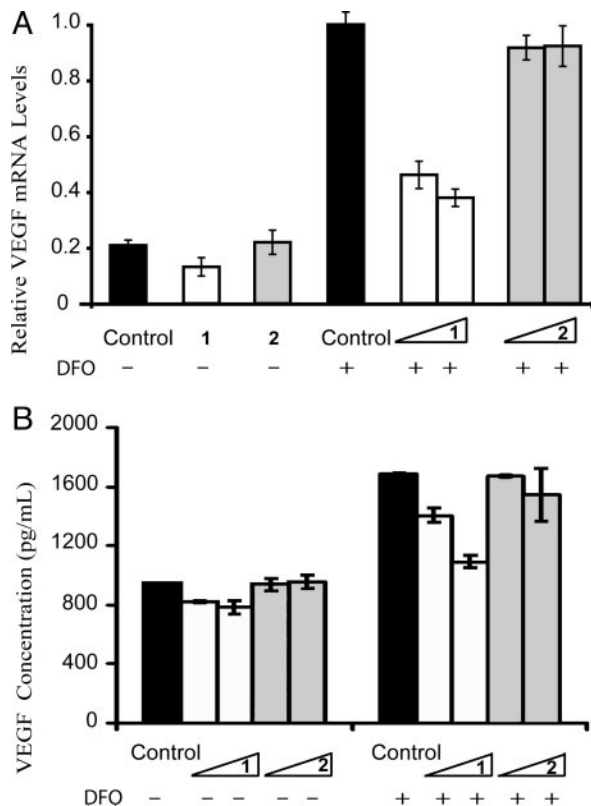 A
Relative VEGF mRNA Levels
1.0
0.8
0.6
0.4
0.2
0
Control 1 2 Control 1 2
DFO − − − + + + + +
B
VEGF Concentration (pg/mL)
2000
1600
1200
800
400
0
Control 1 2 Control 1 2
DFO − − − − − + + + + +